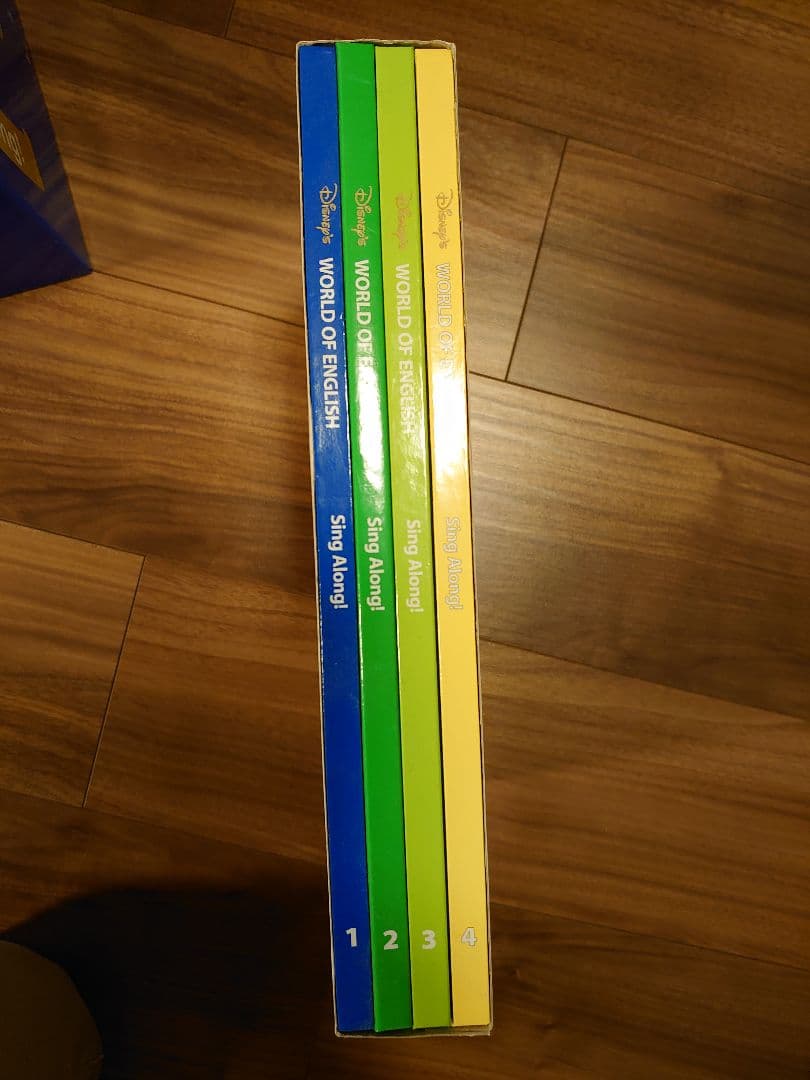 Disney's WORLD OF ENGLISH Sing Along! 1
Disney's WORLD OF E Sing Along! 2
Disney's WORLD OF ENGLISH Sing Along! 3
Disney's WORLD OF E Sing Along! 4